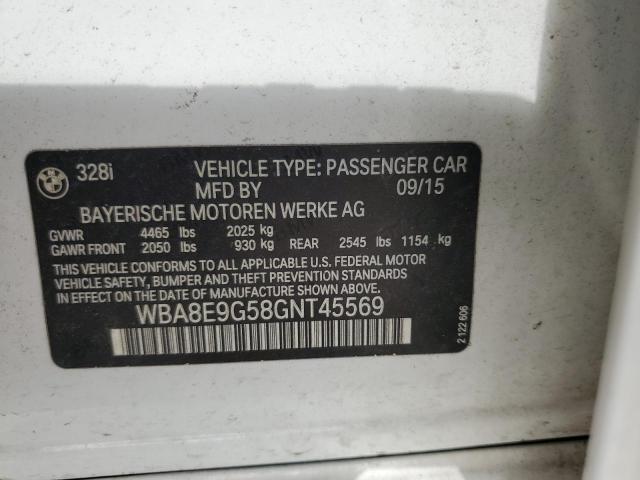 328i VEHICLE TYPE: PASSENGER CAR
MFD BY 09/15
BAYERISCHE MOTOREN WERKE AG
GVWR 4465 lbs 2025 kg
GAWR FRONT 2050 lbs 930 kg REAR 2545 lbs 1154 kg
THIS VEHICLE CONFORMS TO ALL APPLICABLE U.S. FEDERAL MOTOR
VEHICLE SAFETY, BUMPER AND THEFT PREVENTION STANDARDS
IN EFFECT ON THE DATE OF MANUFACTURE SHOWN ABOVE.
WBA8E9G58GNT45569
2 122 606